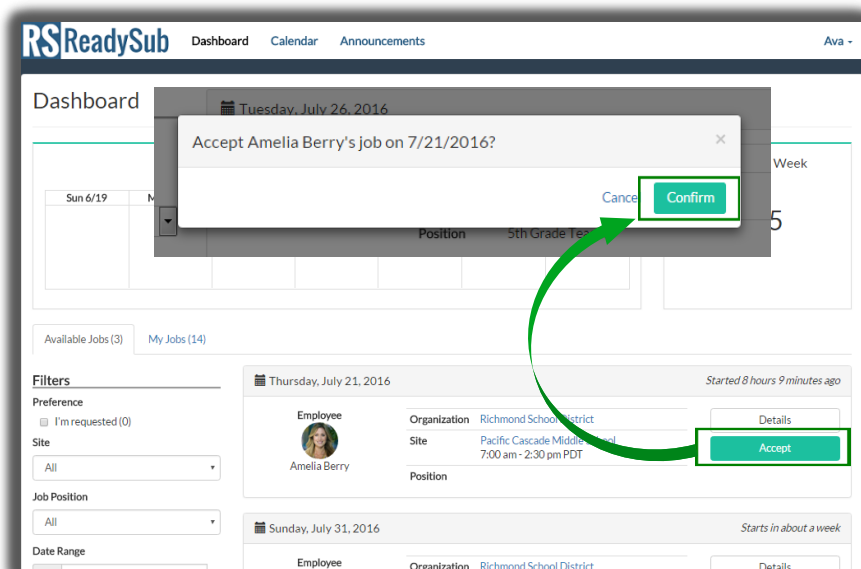 RS ReadySub Dashboard Calendar Announcements Ava
Dashboard
Tuesday, July 26, 2016
Accept Amelia Berry's job on 7/21/2016? ×
Week
Sun 6/19 M
Cance Confirm
5
Position 5th Grade Tea
Available Jobs (3) My Jobs (14)
Filters
Preference
I'm requested (0)
Site
All
Job Position
All
Date Range
Thursday, July 21, 2016 Started 8 hours 9 minutes ago
Employee
Amelia Berry
Organization Richmond School District
Site Pacific Cascade Middle School
7:00 am - 2:30 pm PDT
Position
Details
Accept
Sunday, July 31, 2016 Starts in about a week
Employee
Organization Richmond School District
Details